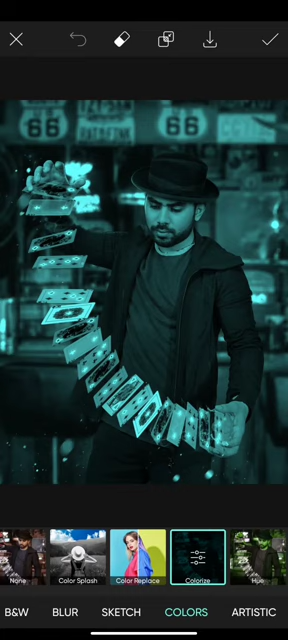 66
66
None
Color Splash
Color Replace
Colorize
Hue
B&W BLUR SKETCH COLORS ARTISTIC